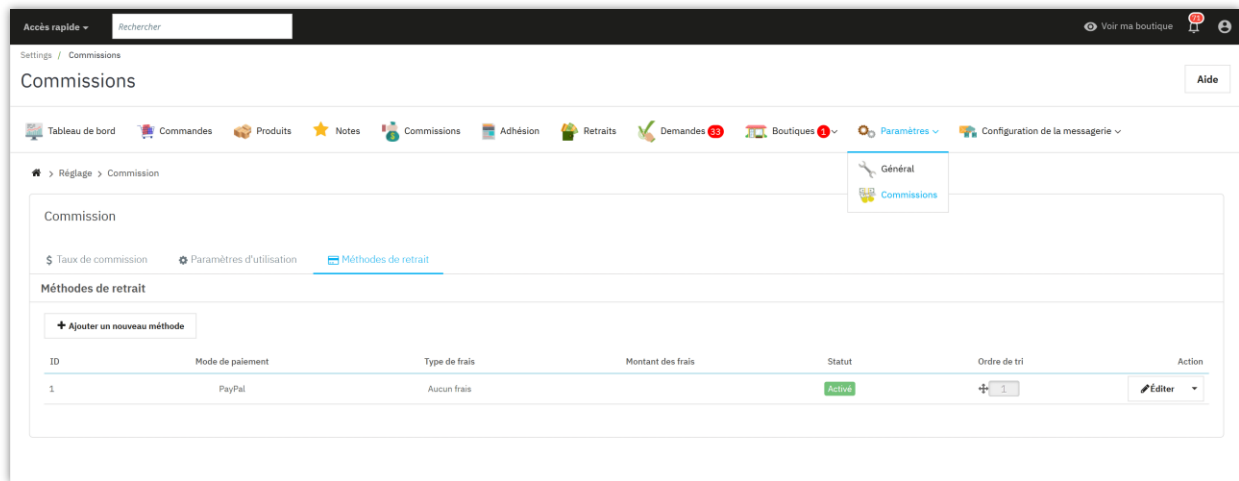 Accès rapide Rechercher Voir ma boutique 71
Settings / Commissions
Commissions
Aide
Tableau de bord Commandes Produits Notes Commissions Adhésion Retraits Demandes 33 Boutiques 1 Paramètres Configuration de la messagerie
> Réglage > Commission
Général
Commissions
Commission
$ Taux de commission Paramètres d'utilisation Méthodes de retrait
Méthodes de retrait
+ Ajouter un nouveau méthode
ID Mode de paiement Type de frais Montant des frais Statut Ordre de tri Action
1 PayPal Aucun frais Activé 1 Éditer